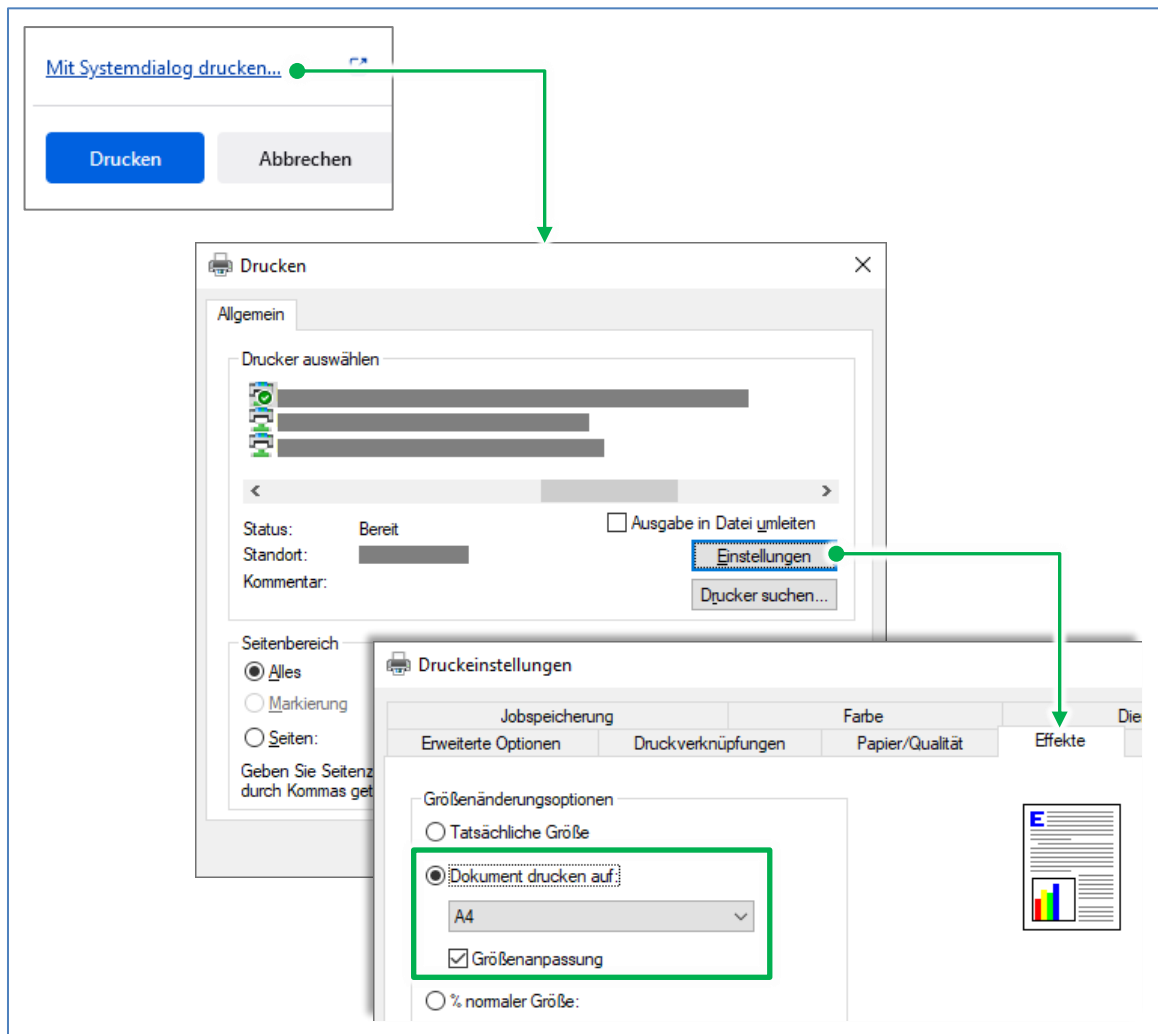 Mit Systemdialog drucken...
Drucken
Abbrechen
Drucken
Allgemein
Drucker auswählen
Status:
Bereit
Ausgabe in Datei umleiten
Standort:
Einstellungen
Kommentar:
Drucker suchen...
Seitenbereich
Alles
Markierung
Seiten:
Geben Sie Seitenz
durch Kommas get
Druckeinstellungen
Jobspeicherung
Farbe
Die
Erweiterte Optionen
Druckverknüpfungen
Papier/Qualität
Effekte
Größenänderungsoptionen
Tatsächliche Größe
Dokument drucken auf:
A4
Größenanpassung
% normaler Größe:
E